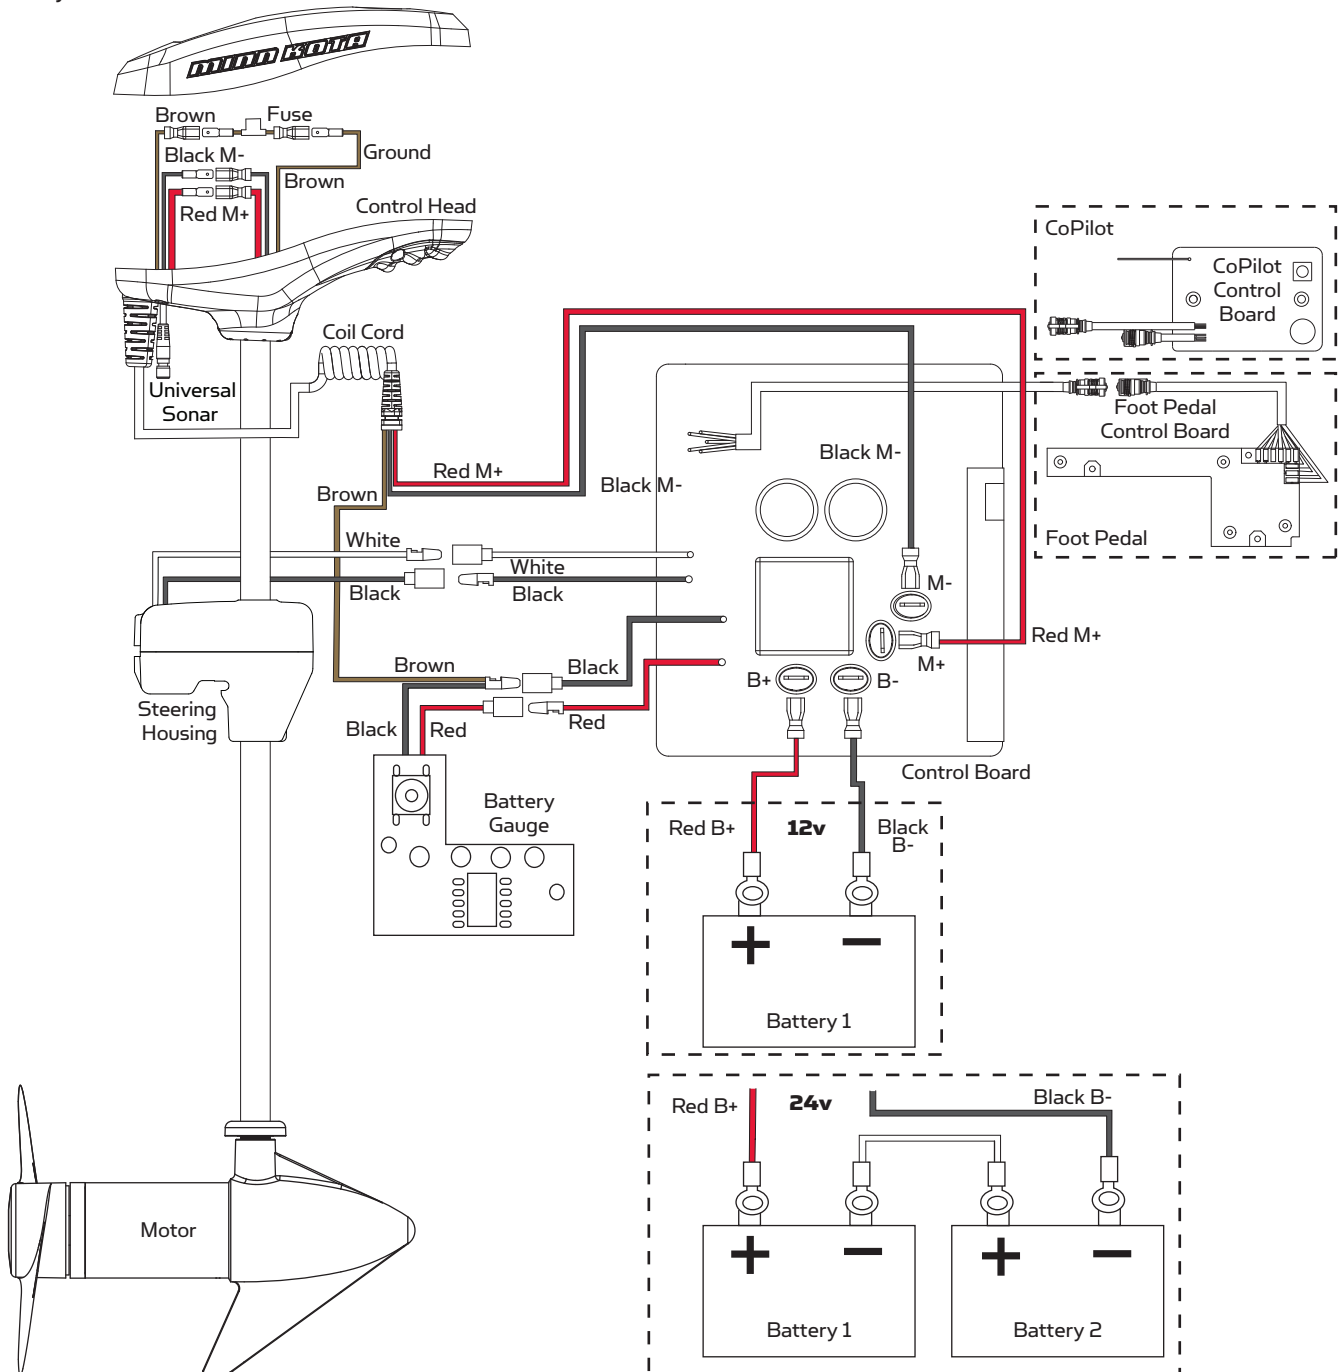 MINN KOTA
Brown
Fuse
Black M-
Ground
Brown
Red M+
Control Head
CoPilot
CoPilot
Control
Board
Coil Cord
Universal
Sonar
Foot Pedal
Control Board
Foot Pedal
Red M+
Black M-
Black M-
Brown
White
White
Black
Black
M-
Red M+
M+
B+
B-
Brown
Black
Steering
Housing
Black
Red
Red
Control Board
Battery
Gauge
Red B+
12v
Black
B-
+
−
Battery 1
Red B+
24v
Black B-
+
−
+
−
Battery 1
Battery 2
Motor